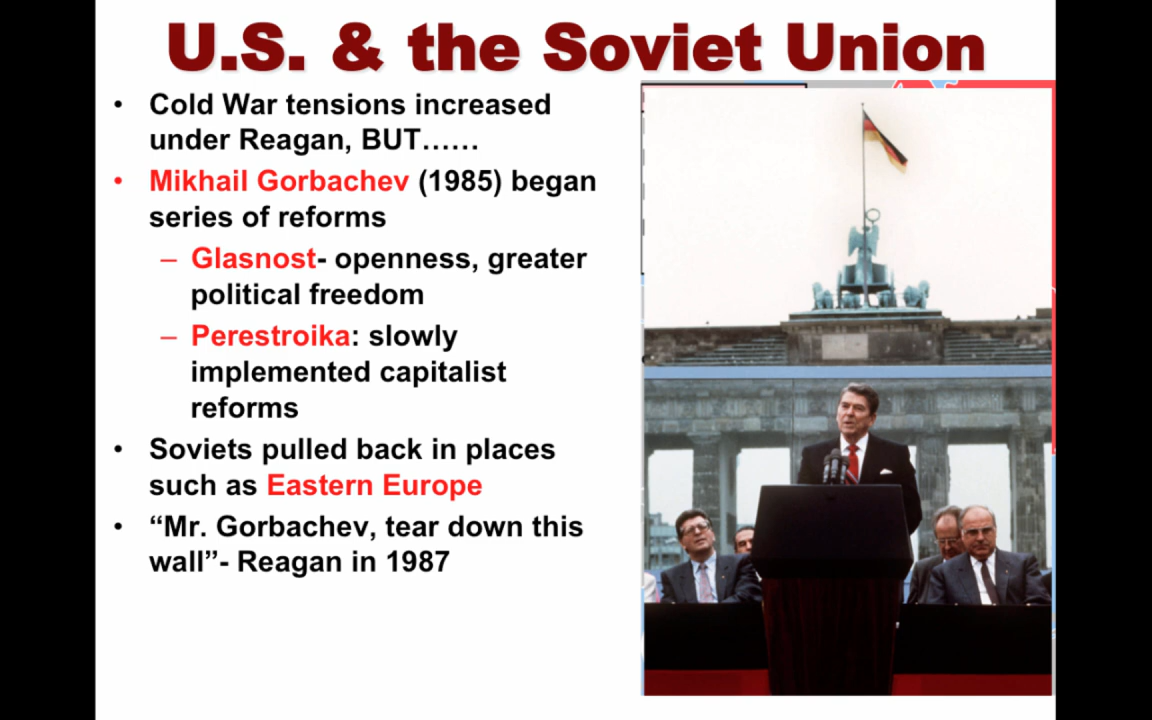 U.S. & the Soviet Union
• Cold War tensions increased
under Reagan, BUT……
• Mikhail Gorbachev (1985) began
series of reforms
– Glasnost- openness, greater
political freedom
– Perestroika: slowly
implemented capitalist
reforms
• Soviets pulled back in places
such as Eastern Europe
• “Mr. Gorbachev, tear down this
wall”- Reagan in 1987